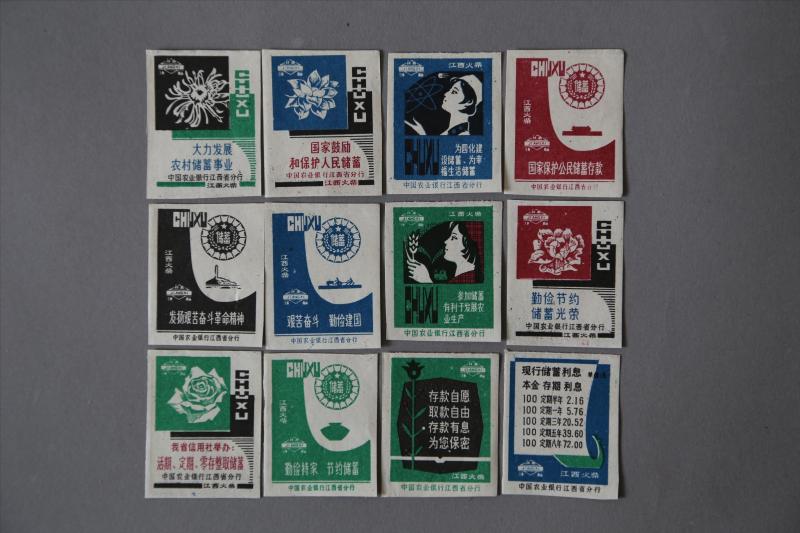 CHUXU
大力发展
农村储蓄事业
中国农业银行江西省分行
江西火柴
CHUXU
国家鼓励
和保护人民储蓄
中国农业银行江西省分行
江西火柴
江西火柴
为四化建
设储蓄、为幸
福生活储蓄
CHUXU
中国农业银行江西省分行
CHUXU
储蓄
江西火柴
国家保护公民储蓄存款
中国农业银行江西省分行
CHUXU
储蓄
江西火柴
发扬艰苦奋斗革命精神
中国农业银行江西省分行
CHUXU
储蓄
江西火柴
艰苦奋斗 勤俭建国
中国农业银行江西省分行
江西火柴
参加储蓄
有利于发展农
业生产
CHUXU
中国农业银行江西省分行
CHUXU
勤俭节约
储蓄光荣
中国农业银行江西省分行
江西火柴
CHUXU
我省信用社举办:
活期、定期、零存整取储蓄
中国农业银行江西省分行
江西火柴
CHUXU
储蓄
江西火柴
勤俭持家 节约储蓄
中国农业银行江西省分行
存款自愿
取款自由
存款有息
为您保密
江西火柴
中国农业银行江西省分行
现行储蓄利息
本金 存期 利息
100 定期半年 2.16
100 定期一年 5.76
100 定期三年 20.52
100 定期五年 39.60
100 定期八年 72.00
江西火柴
中国农业银行江西省分行